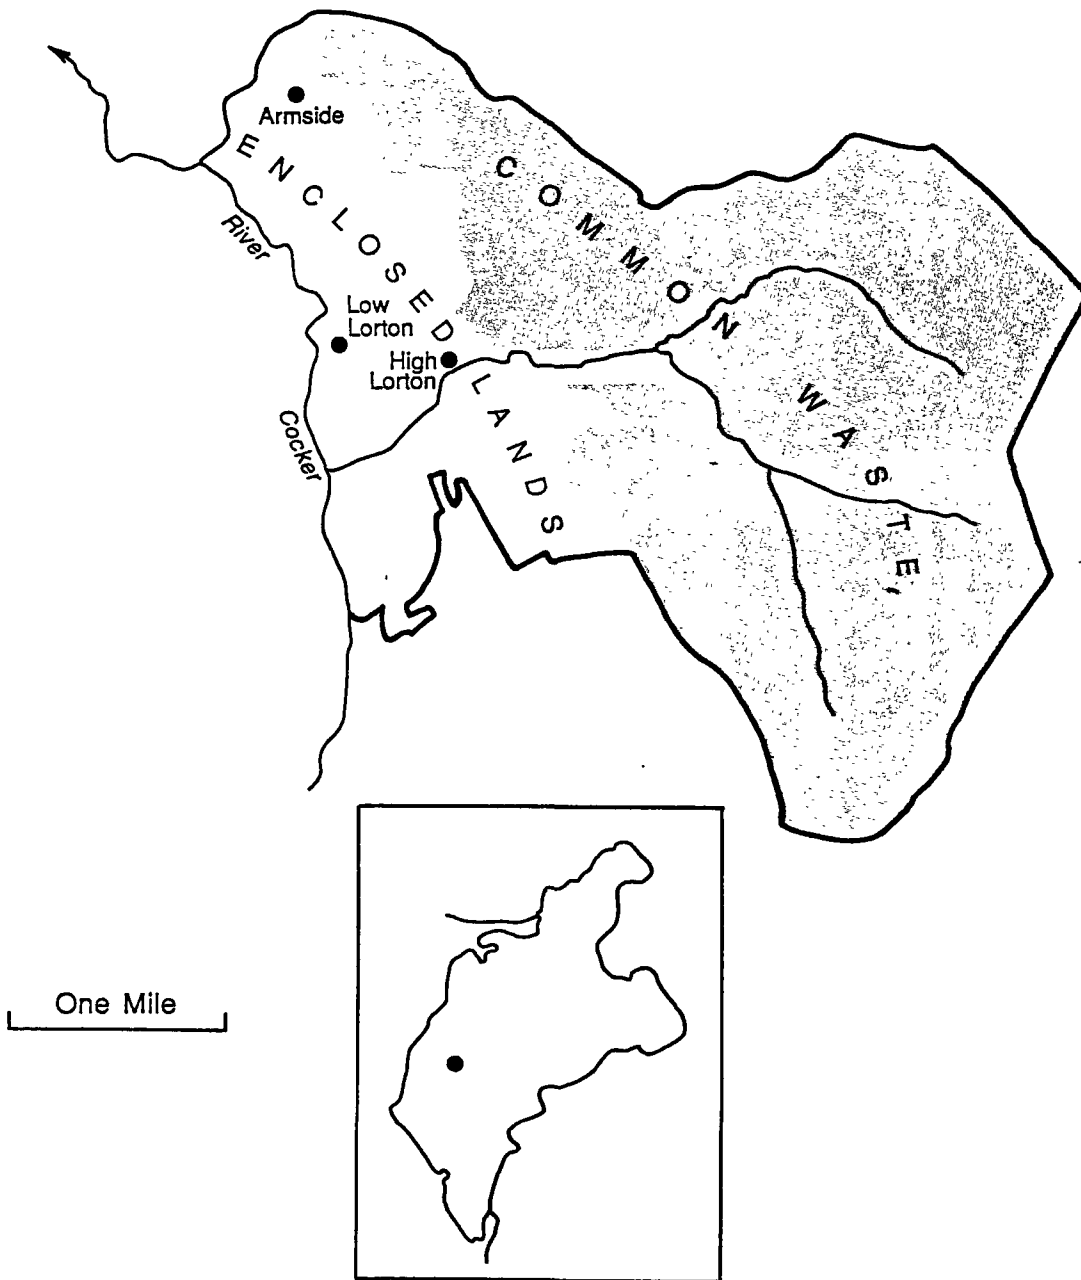 Armside
ENCLOSED
LANDS
COMMON
WASTE
River
Cocker
Low
Lorton
High
Lorton
One Mile